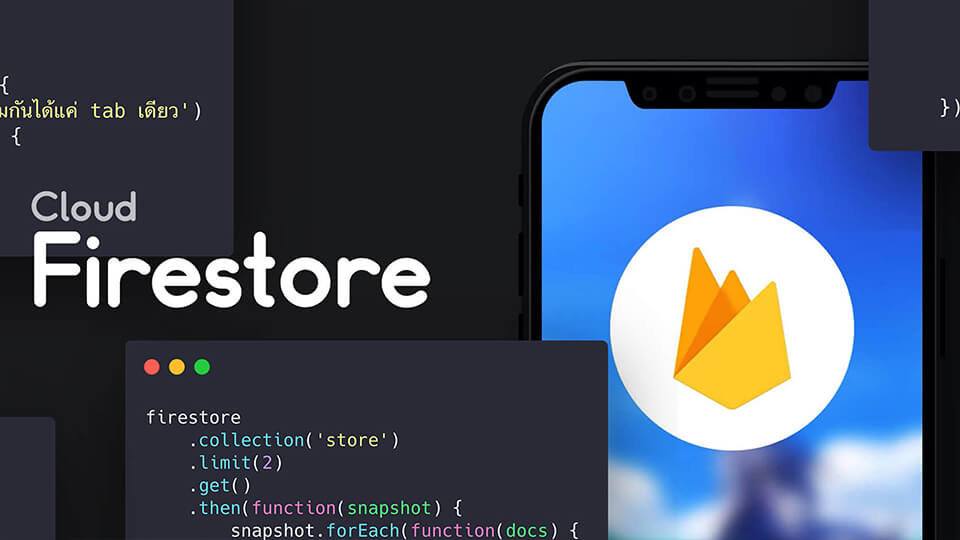 {
มกันได้แค่ tab เดียว')
{
})
Cloud
Firestore
firestore
.collection('store')
.limit(2)
.get()
.then(function(snapshot) {
snapshot.forEach(function(docs) {